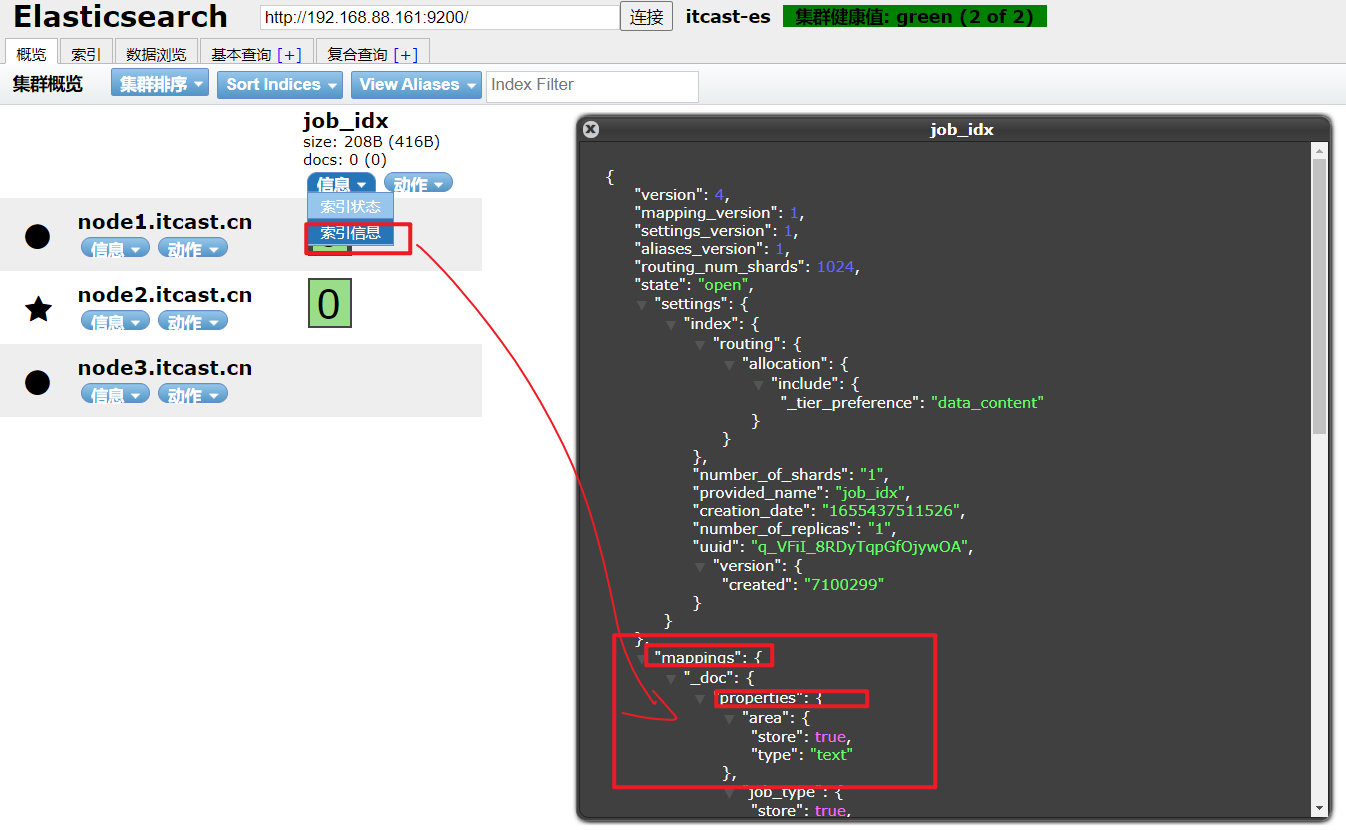 Elasticsearch
http://192.168.88.161:9200/
连接
itcast-es
集群健康值: green (2 of 2)
概览
索引
数据浏览
基本查询 [+]
复合查询 [+]
集群概览
集群排序
Sort Indices
View Aliases
Index Filter
job_idx
size: 208B (416B)
docs: 0 (0)
信息
动作
索引状态
索引信息
node1.itcast.cn
信息
动作
node2.itcast.cn
信息
动作
0
node3.itcast.cn
信息
动作
job_idx
{
"version": 4,
"mapping_version": 1,
"settings_version": 1,
"aliases_version": 1,
"routing_num_shards": 1024,
"state": "open",
"settings": {
"index": {
"routing": {
"allocation": {
"include": {
"_tier_preference": "data_content"
}
}
},
"number_of_shards": "1",
"provided_name": "job_idx",
"creation_date": "1655437511526",
"number_of_replicas": "1",
"uuid": "q_VFiI_8RDyTqpGfOjywOA",
"version": {
"created": "7100299"
}
}
},
"mappings": {
"_doc": {
"properties": {
"area": {
"store": true,
"type": "text"
},
"job_type": {
"store": true,